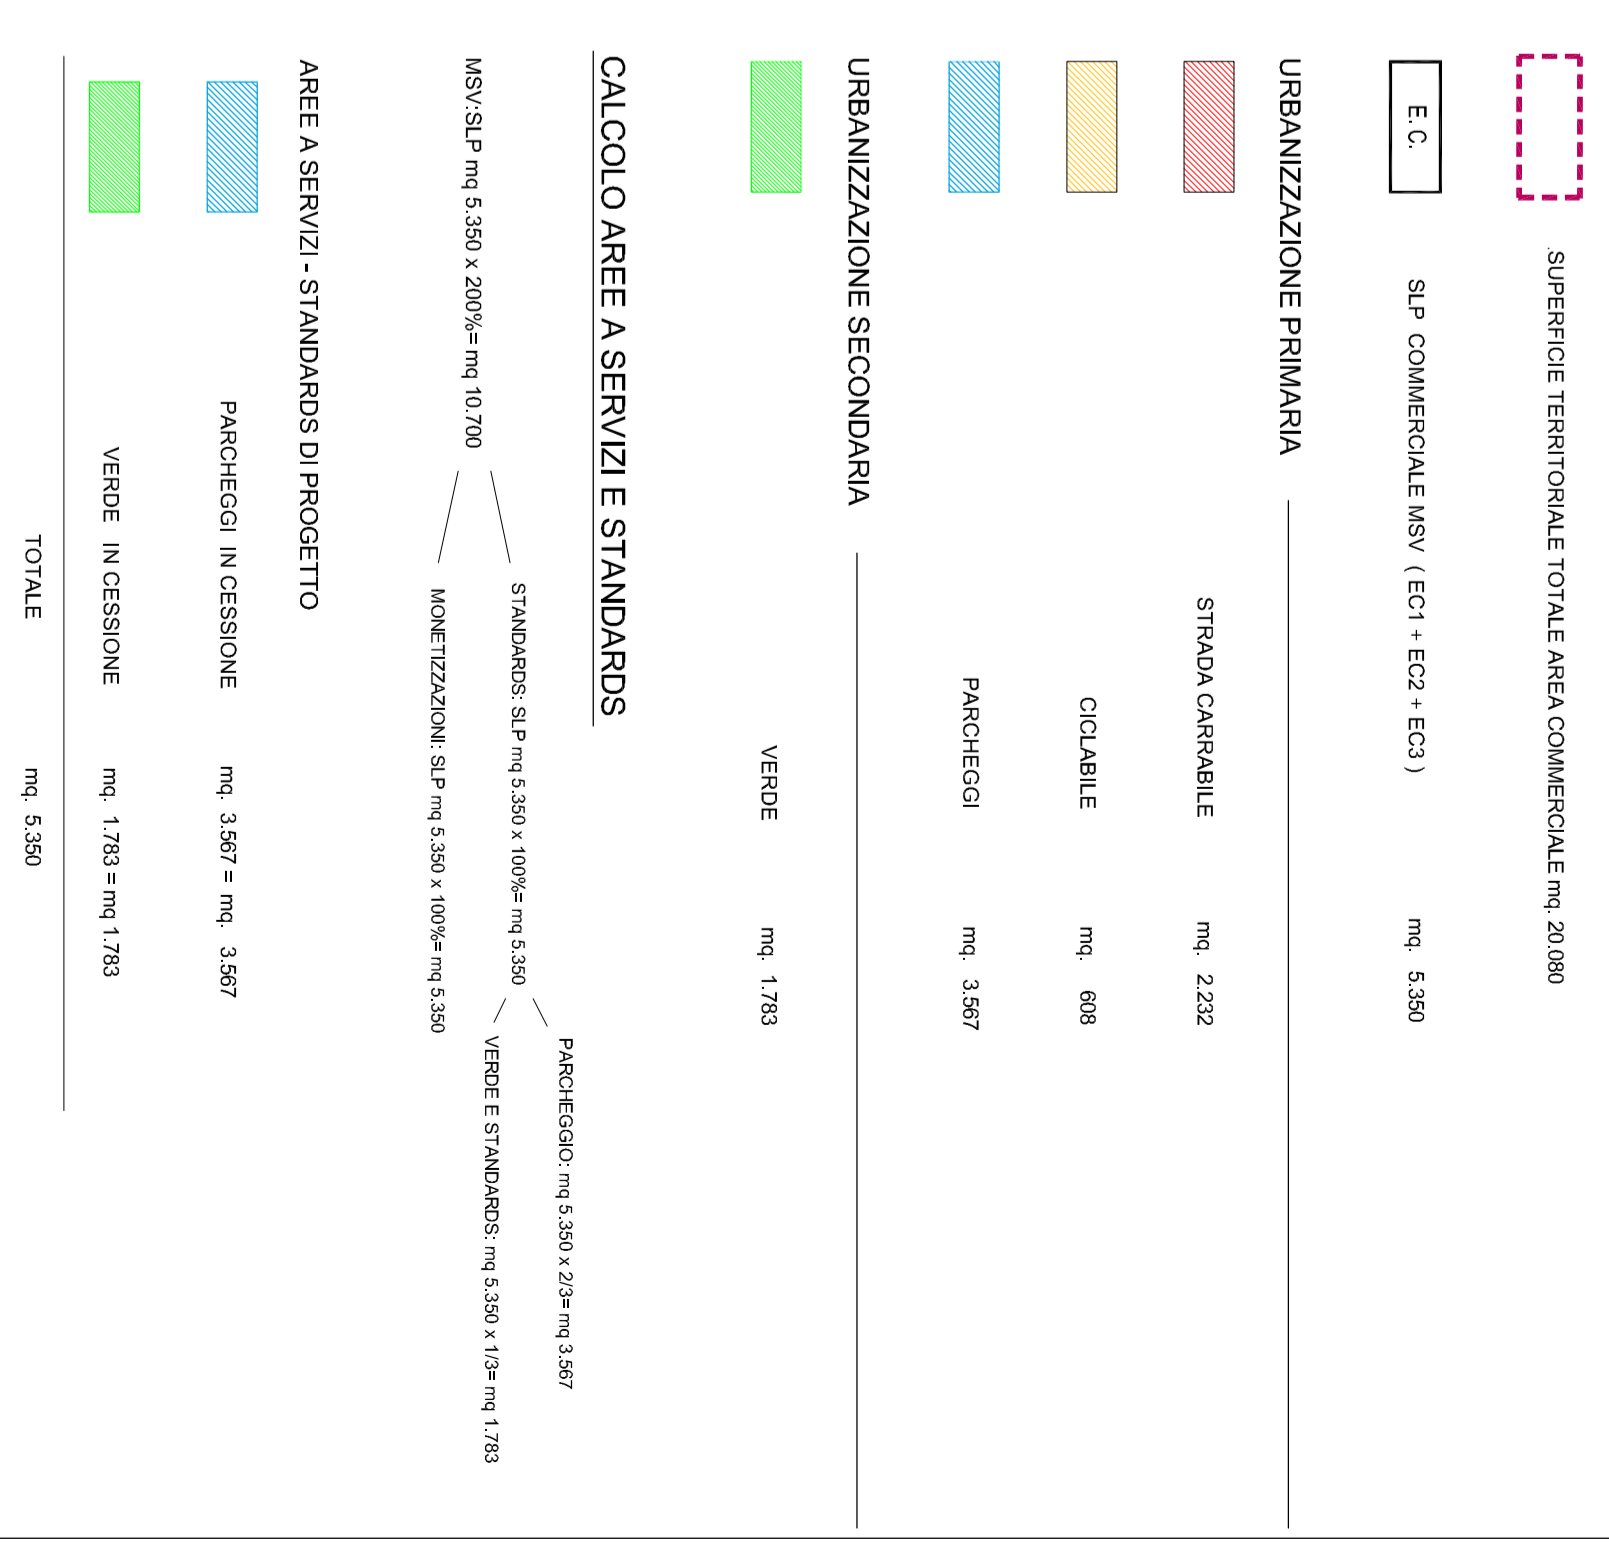 .SUPERFICIE TERRITORIALE TOTALE AREA COMMERCIALE mq. 20.080
E. C. SLP COMMERCIALE MSV ( EC1 + EC2 + EC3 ) mq. 5.350
URBANIZZAZIONE PRIMARIA
STRADA CARRABILE mq. 2.232
CICLABILE mq. 608
PARCHEGGI mq. 3.567
URBANIZZAZIONE SECONDARIA
VERDE mq. 1.783
CALCOLO AREE A SERVIZI E STANDARDS
PARCHEGGIO: mq 5.350 x 2/3= mq 3.567
STANDARDS: SLP mq 5.350 x 100%= mq 5.350
VERDE E STANDARDS: mq 5.350 x 1/3= mq 1.783
MSV:SLP mq 5.350 x 200%= mq 10.700
MONETIZZAZIONI: SLP mq 5.350 x 100%= mq 5.350
AREE A SERVIZI - STANDARDS DI PROGETTO
PARCHEGGI IN CESSIONE mq. 3.567 = mq. 3.567
VERDE IN CESSIONE mq. 1.783 = mq 1.783
TOTALE mq. 5.350